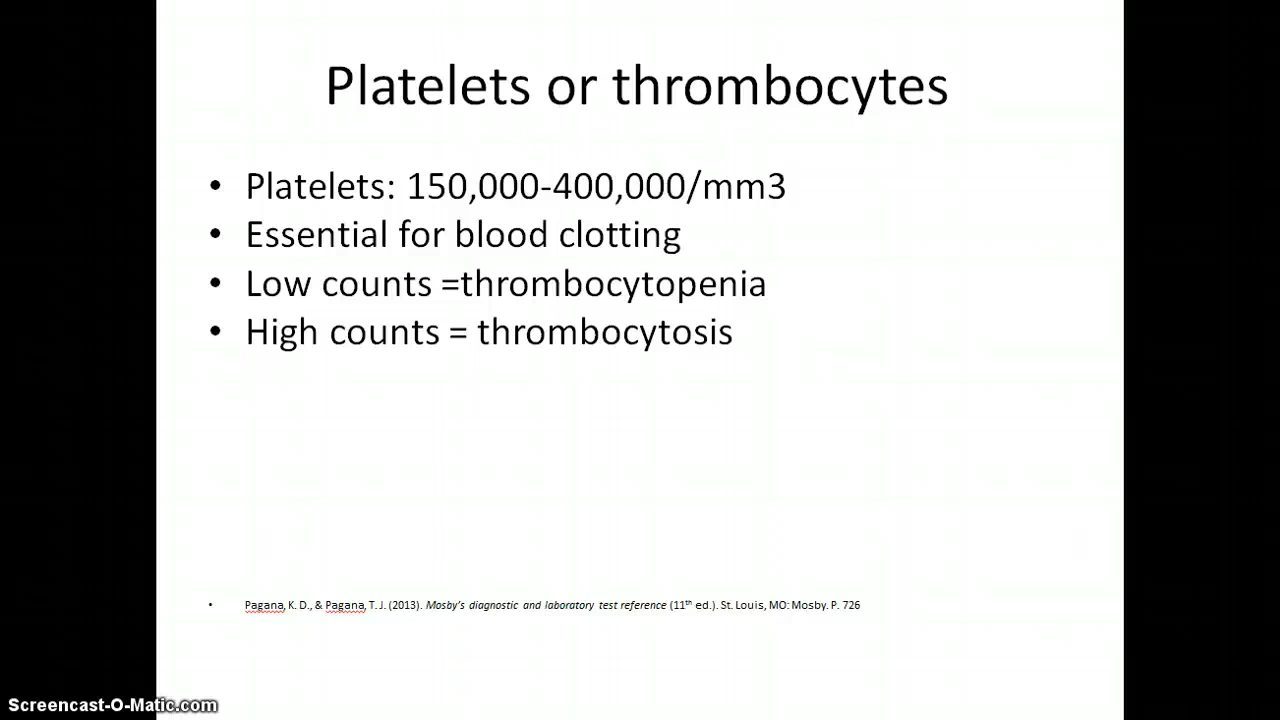 Platelets or thrombocytes
• Platelets: 150,000-400,000/mm3
• Essential for blood clotting
• Low counts =thrombocytopenia
• High counts = thrombocytosis
• Pagana, K. D., & Pagana, T. J. (2013). Mosby's diagnostic and laboratory test reference (11th ed.). St. Louis, MO: Mosby. P. 726
Screencast-O-Matic.com